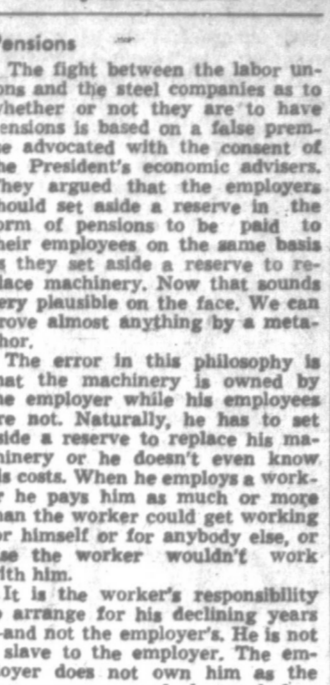 ensions
The fight between the labor un-
ons and the steel companies as to
hether or not they are to have
ensions is based on a false prem-
e advocated with the consent of
he President's economic advisers.
hey argued that the employers
hould set aside a reserve in the
orm of pensions to be paid to
heir employees on the same basis
s they set aside a reserve to re-
lace machinery. Now that sounds
ery plausible on the face. We can
rove almost anything by a meta-
hor.
The error in this philosophy is
hat the machinery is owned by
he employer while his employees
re not. Naturally, he has to set
side a reserve to replace his ma-
hinery or he doesn't even know
is costs. When he employs a work-
r he pays him as much or more
han the worker could get working
or himself or for anybody else, or
se the worker wouldn't work
ith him.
It is the worker's responsibility
arrange for his declining years
-and not the employer's. He is not
slave to the employer. The em-
oyer does not own him as the